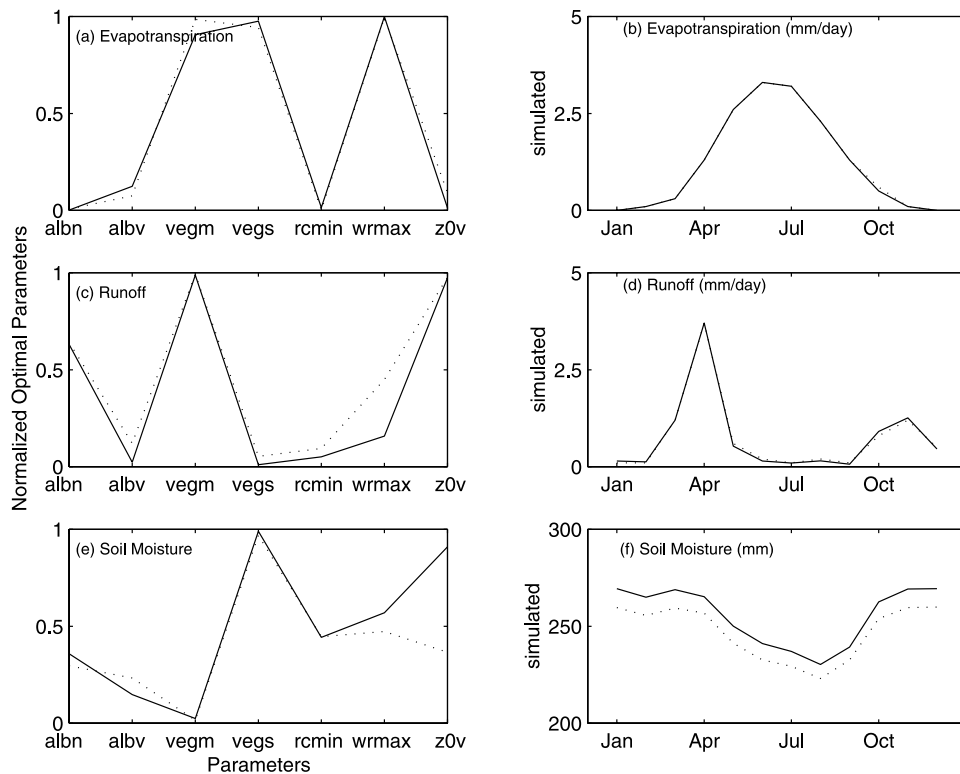 (a) Evapotranspiration
1
0.5
0
albn albv vegm vegs rcmin wrmax z0v
(b) Evapotranspiration (mm/day)
simulated
5
2.5
0
Jan Apr Jul Oct
Normalized Optimal Parameters
(c) Runoff
1
0.5
0
albn albv vegm vegs rcmin wrmax z0v
(d) Runoff (mm/day)
simulated
5
2.5
0
Jan Apr Jul Oct
(e) Soil Moisture
1
0.5
0
albn albv vegm vegs rcmin wrmax z0v
Parameters
(f) Soil Moisture (mm)
simulated
300
250
200
Jan Apr Jul Oct